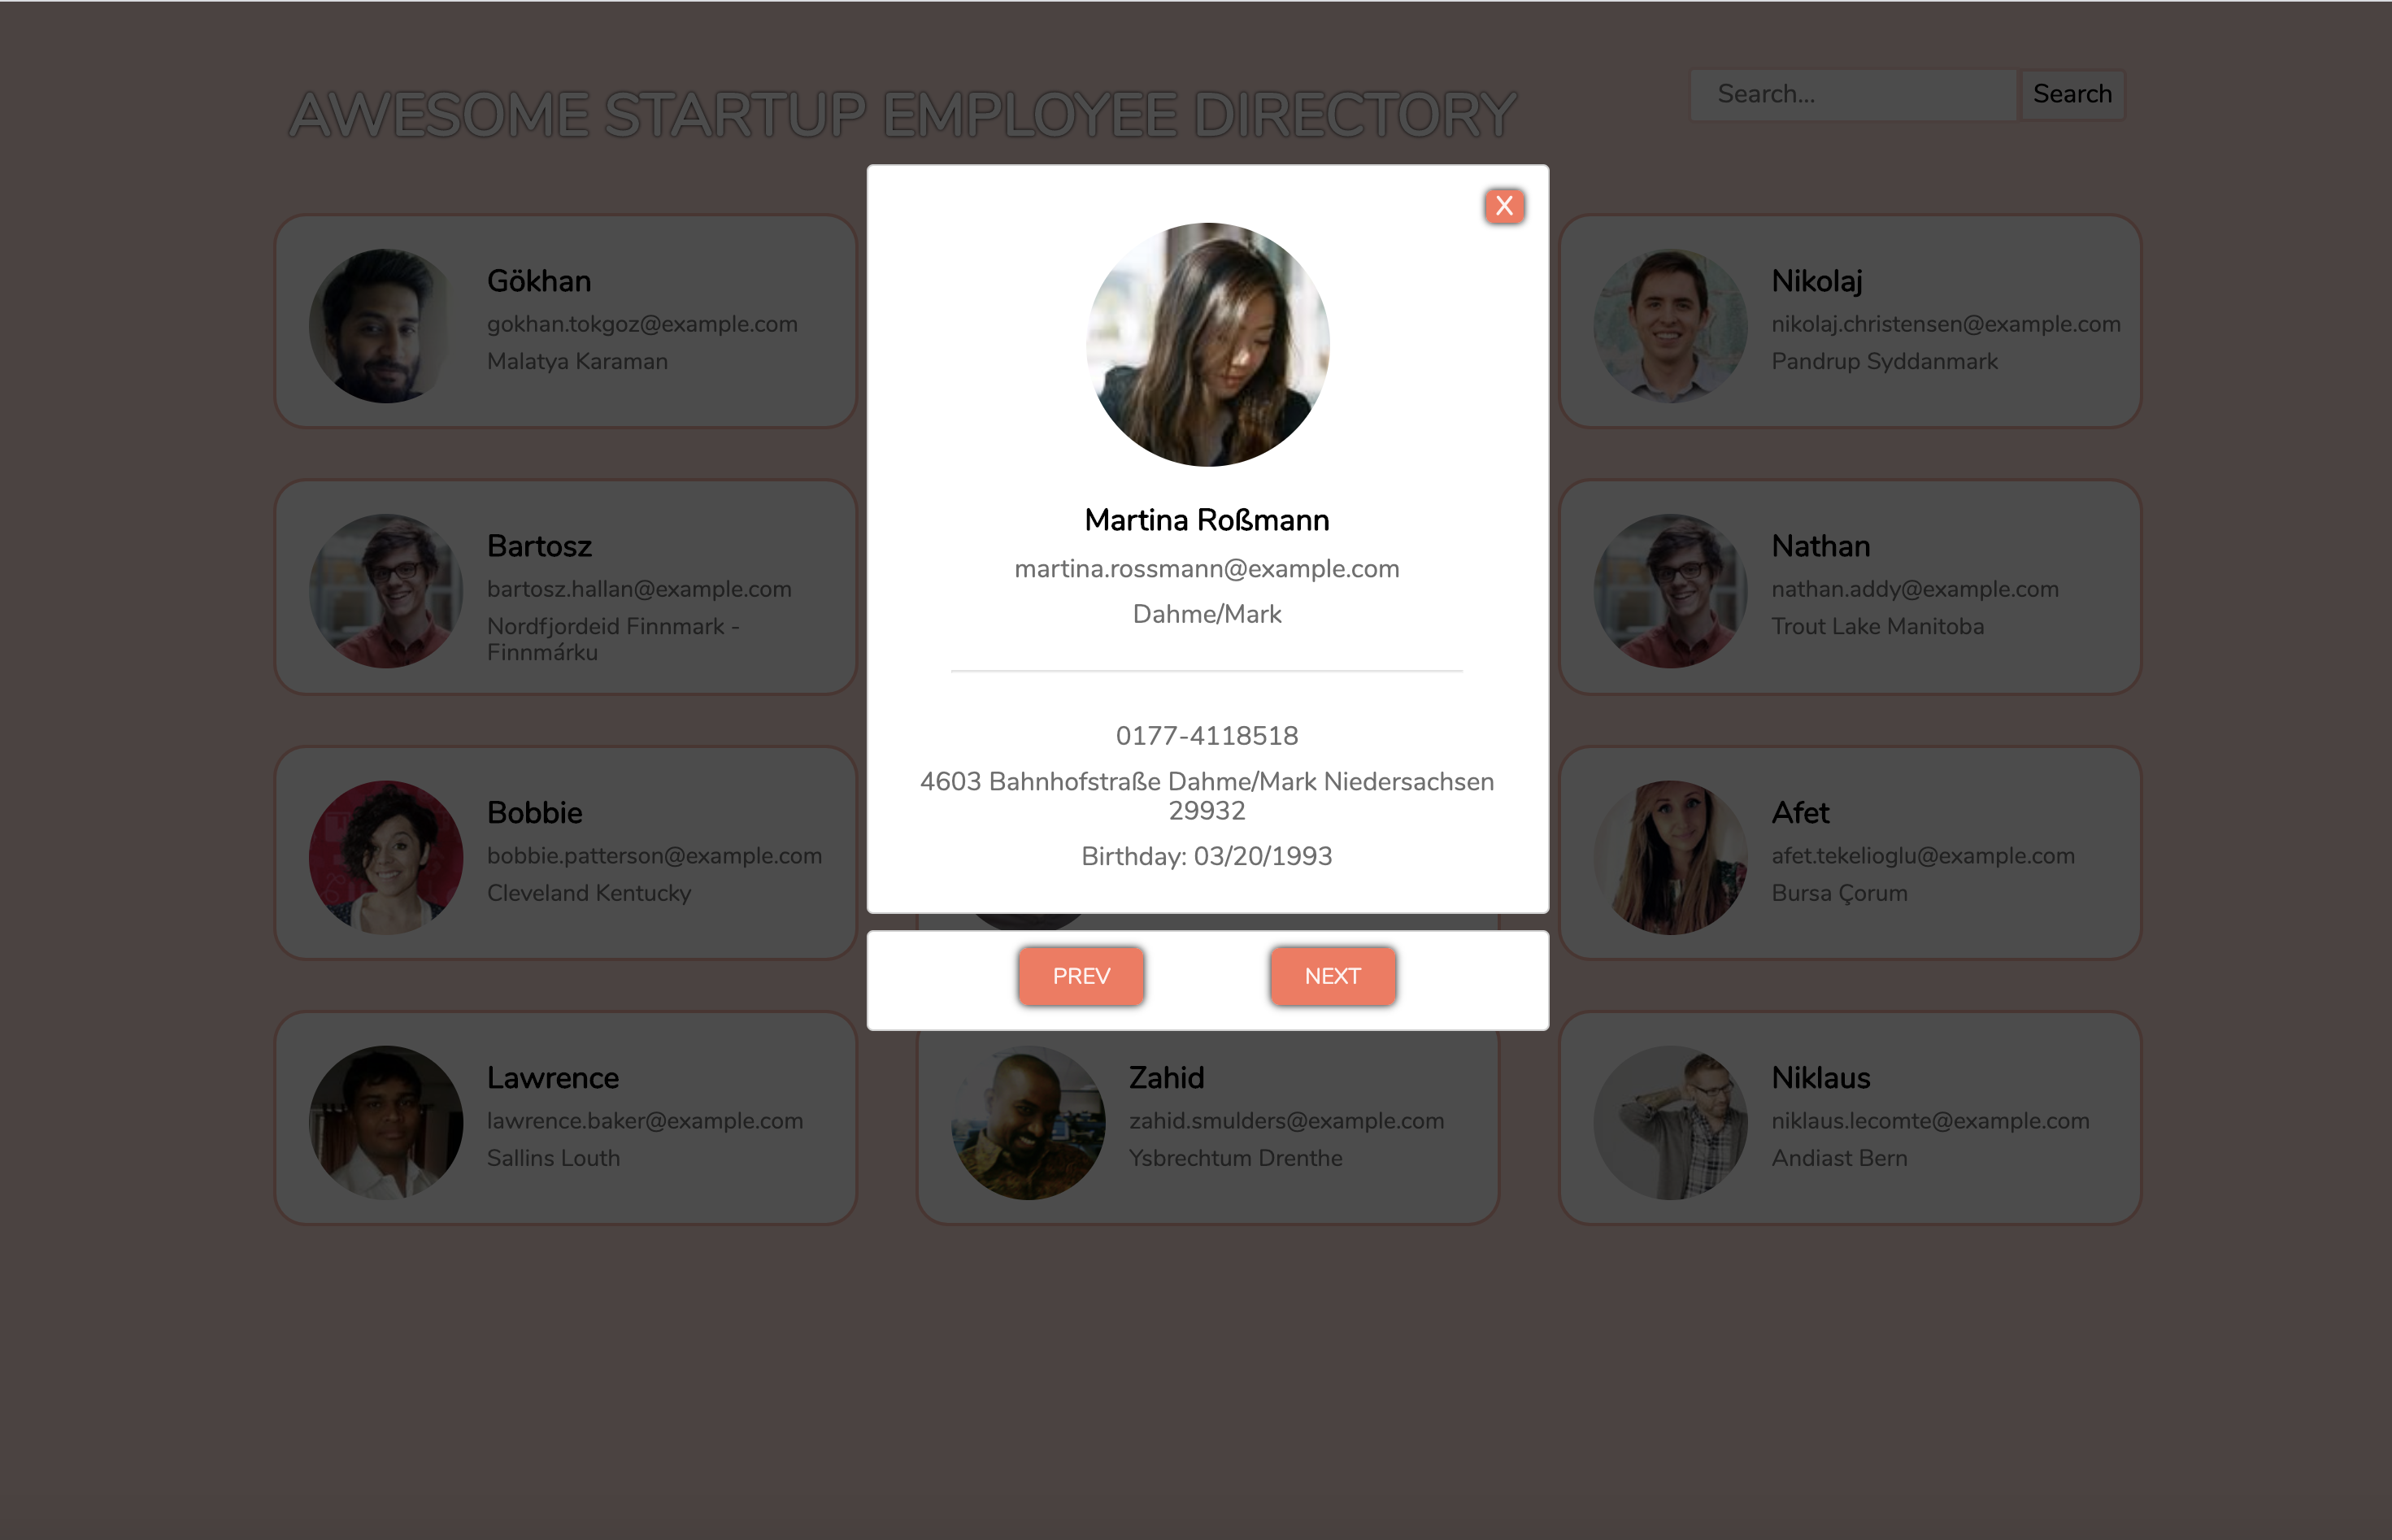 AWESOME STARTUP EMPLOYEE DIRECTORY
Search...
Search
X
Martina Roßmann
martina.rossmann@example.com
Dahme/Mark
0177-4118518
4603 Bahnhofstraße Dahme/Mark Niedersachsen
29932
Birthday: 03/20/1993
PREV
NEXT
Gökhan
gokhan.tokgoz@example.com
Malatya Karaman
Nikolaj
nikolaj.christensen@example.com
Pandrup Syddanmark
Bartosz
bartosz.hallan@example.com
Nordfjordeid Finnmark -
Finnmárku
Nathan
nathan.addy@example.com
Trout Lake Manitoba
Bobbie
bobbie.patterson@example.com
Cleveland Kentucky
Afet
afet.tekelioglu@example.com
Bursa Çorum
Lawrence
lawrence.baker@example.com
Sallins Louth
Zahid
zahid.smulders@example.com
Ysbrechtum Drenthe
Niklaus
niklaus.lecomte@example.com
Andiast Bern